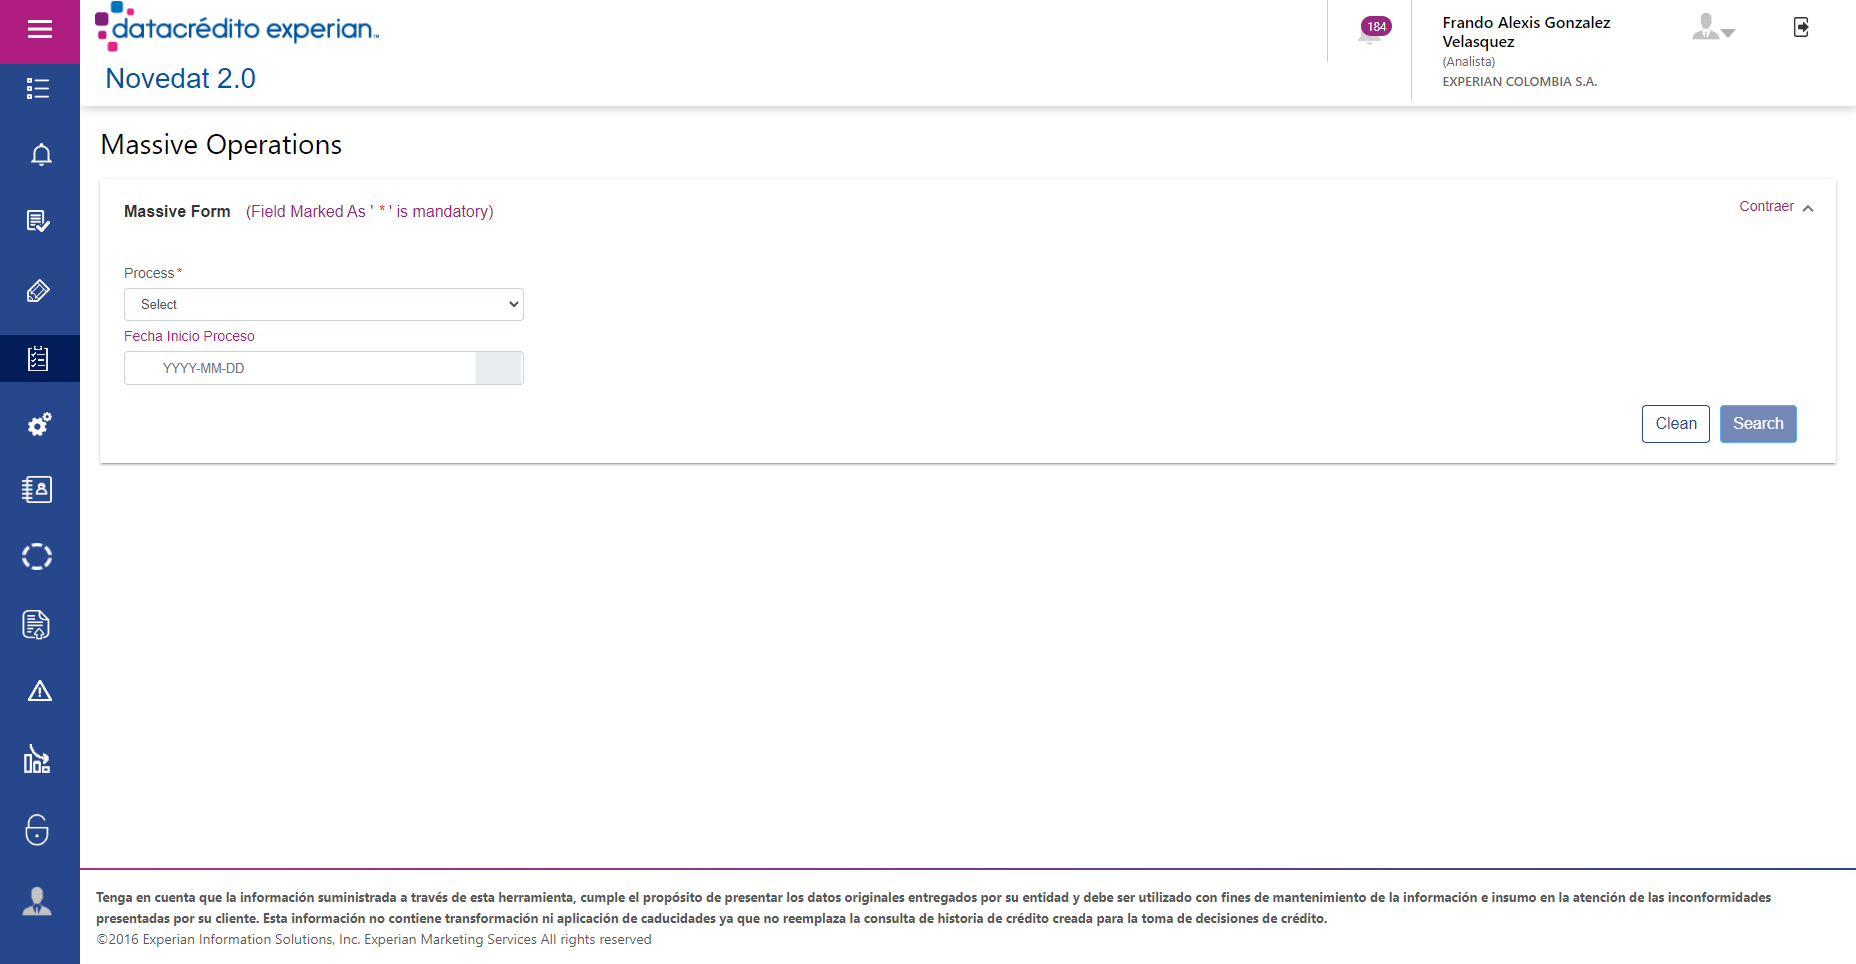 datacrédito experian™
Novedat 2.0
184
Frando Alexis Gonzalez
Velasquez
(Analista)
EXPERIAN COLOMBIA S.A.
Massive Operations
Massive Form (Field Marked As ' * ' is mandatory)
Contraer
Process*
Select
Fecha Inicio Proceso
YYYY-MM-DD
Clean
Search
Tenga en cuenta que la información suministrada a través de esta herramienta, cumple el propósito de presentar los datos originales entregados por su entidad y debe ser utilizado con fines de mantenimiento de la información e insumo en la atención de las inconformidades
presentadas por su cliente. Esta información no contiene transformación ni aplicación de caducidades ya que no reemplaza la consulta de historia de crédito creada para la toma de decisiones de crédito.
©2016 Experian Information Solutions, Inc. Experian Marketing Services All rights reserved